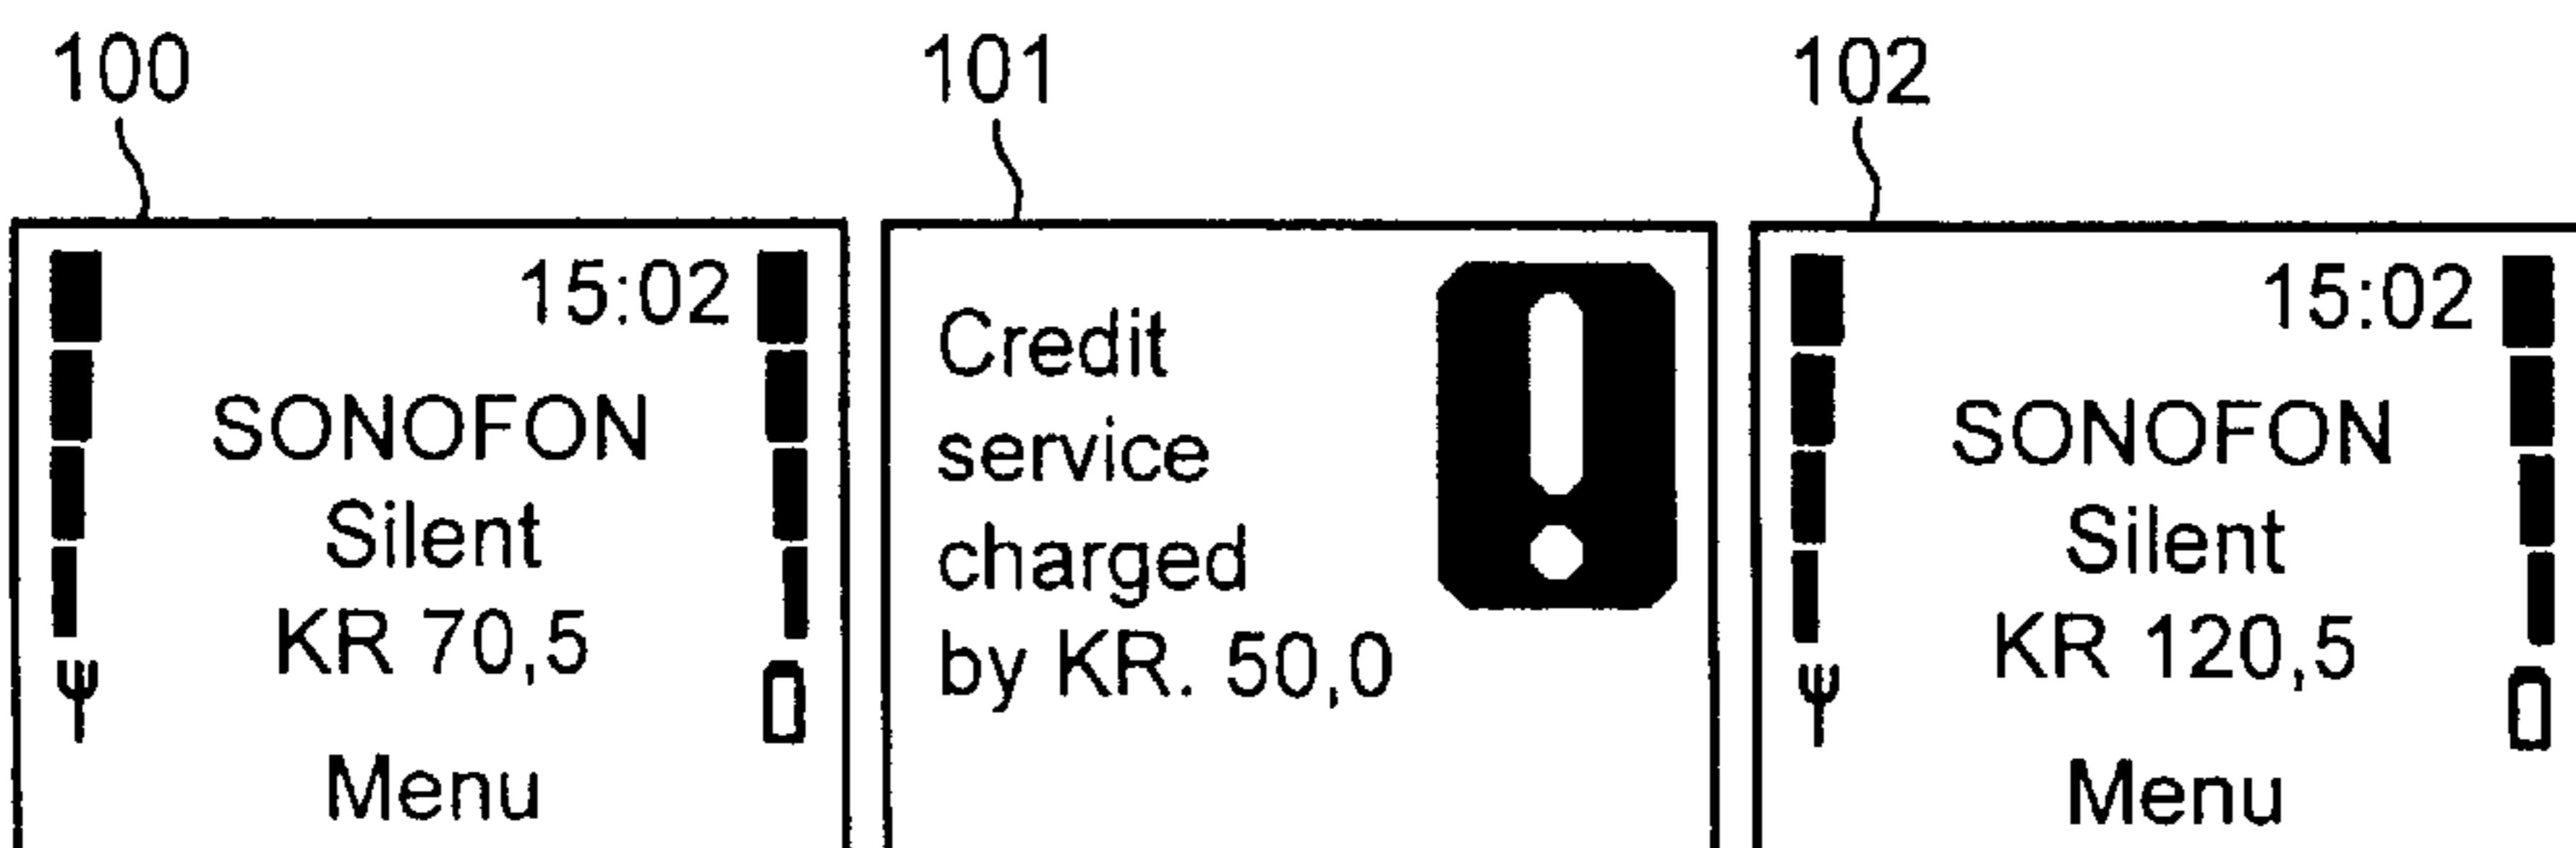 100
101
102
15:02
SONOFON
Silent
KR 70,5
Menu
Credit
service
charged
by KR. 50,0
15:02
SONOFON
Silent
KR 120,5
Menu